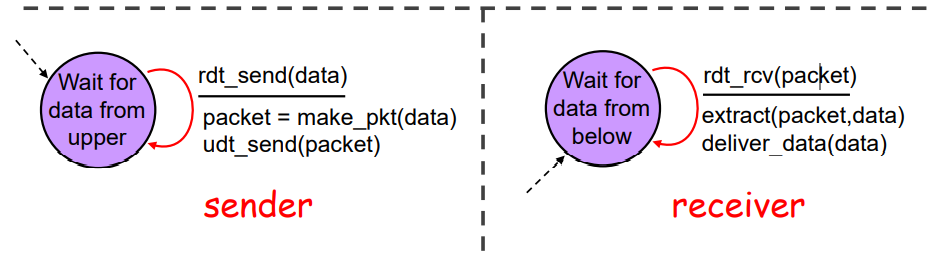 Wait for
data from
upper
rdt_send(data)
packet = make_pkt(data)
udt_send(packet)
sender
Wait for
data from
below
rdt_rcv(packet)
extract(packet,data)
deliver_data(data)
receiver